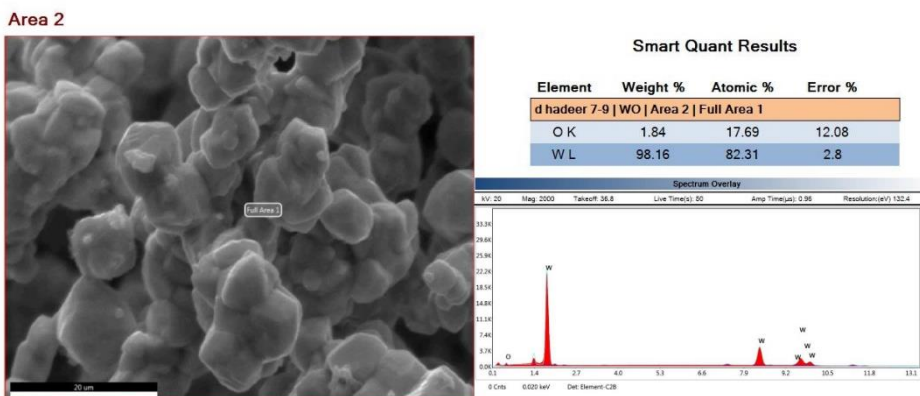 Area 2
Full Area 1
20 um
Smart Quant Results
Element Weight % Atomic % Error %
d hadeer 7-9 | WO | Area 2 | Full Area 1
O K 1.84 17.69 12.08
W L 98.16 82.31 2.8
Spectrum Overlay
kV: 20 Mag: 2000 Takeoff: 36.8 Live Time(s): 50 Amp Time(µs): 0.96 Resolution:(eV) 132.4
33.3K
29.6K
25.9K
22.2K
18.5K
14.8K
11.1K
7.4K
3.7K
0.0K
O
W
W
W
W
W
W
0.1 1.4 2.7 4.0 5.3 6.6 7.9 9.2 10.5 11.8 13.1
0 Cnts 0.020 keV Det: Element-C2B